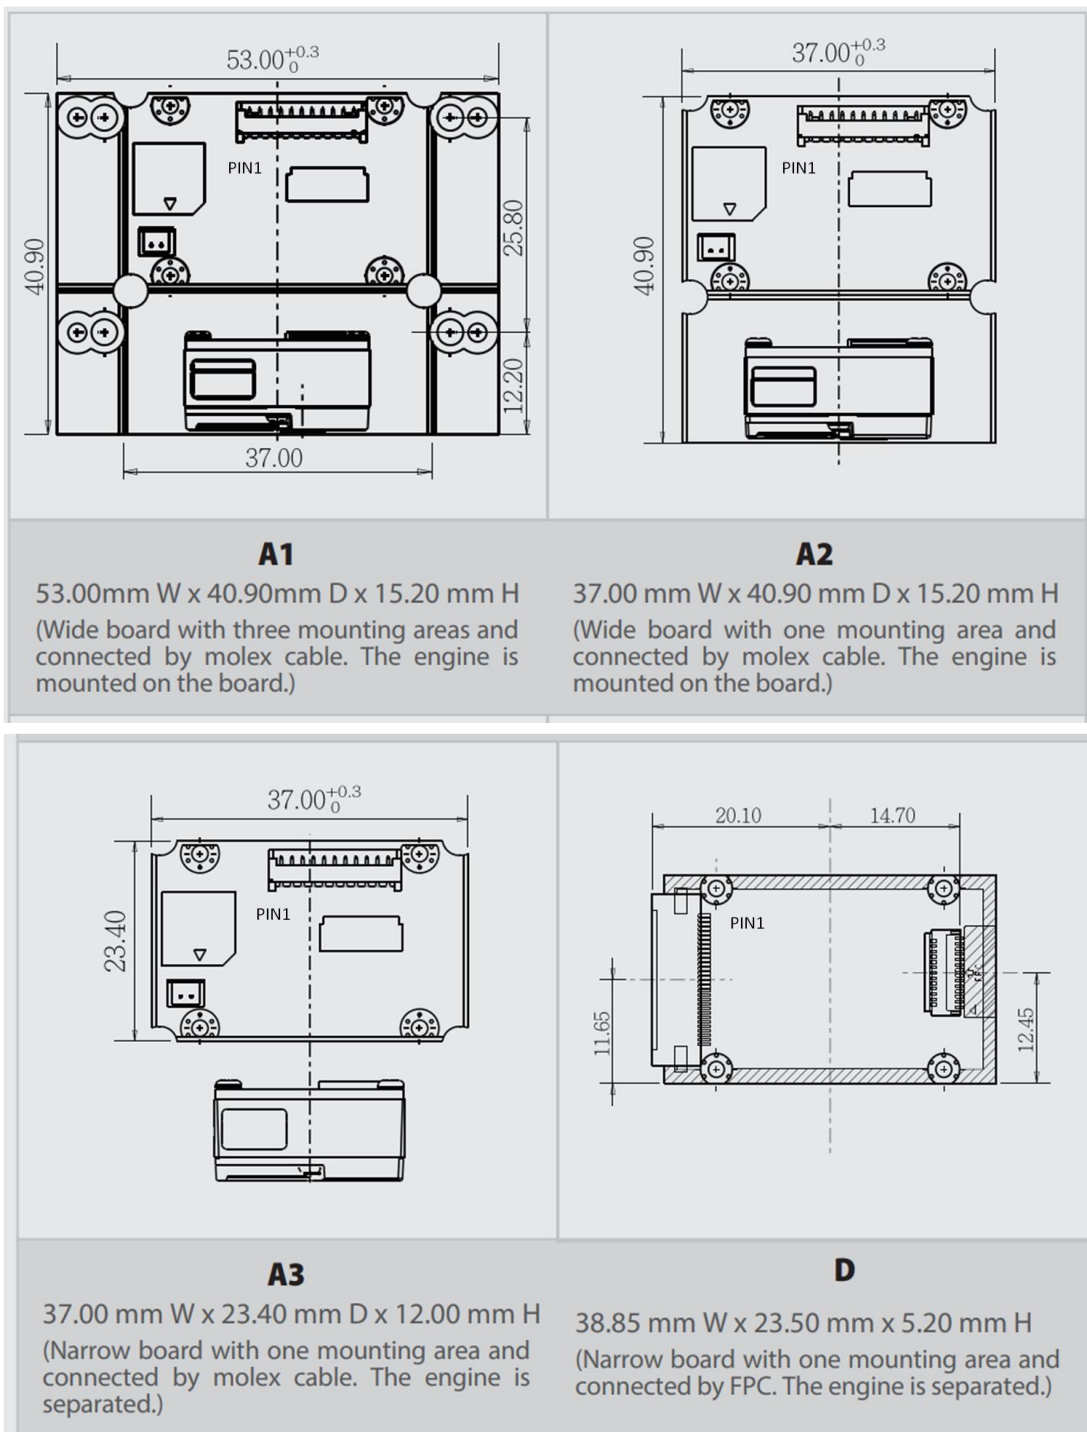 53.00 +0.3 0
37.00 +0.3 0
PIN1
PIN1
40.90
25.80
12.20
40.90
37.00
A1
53.00mm W x 40.90mm D x 15.20 mm H
(Wide board with three mounting areas and
connected by molex cable. The engine is
mounted on the board.)
A2
37.00 mm W x 40.90 mm D x 15.20 mm H
(Wide board with one mounting area and
connected by molex cable. The engine is
mounted on the board.)
37.00 +0.3 0
23.40
PIN1
20.10
14.70
PIN1
FPC
11.65
12.45
A3
37.00 mm W x 23.40 mm D x 12.00 mm H
(Narrow board with one mounting area and
connected by molex cable. The engine is
separated.)
D
38.85 mm W x 23.50 mm x 5.20 mm H
(Narrow board with one mounting area and
connected by FPC. The engine is separated.)